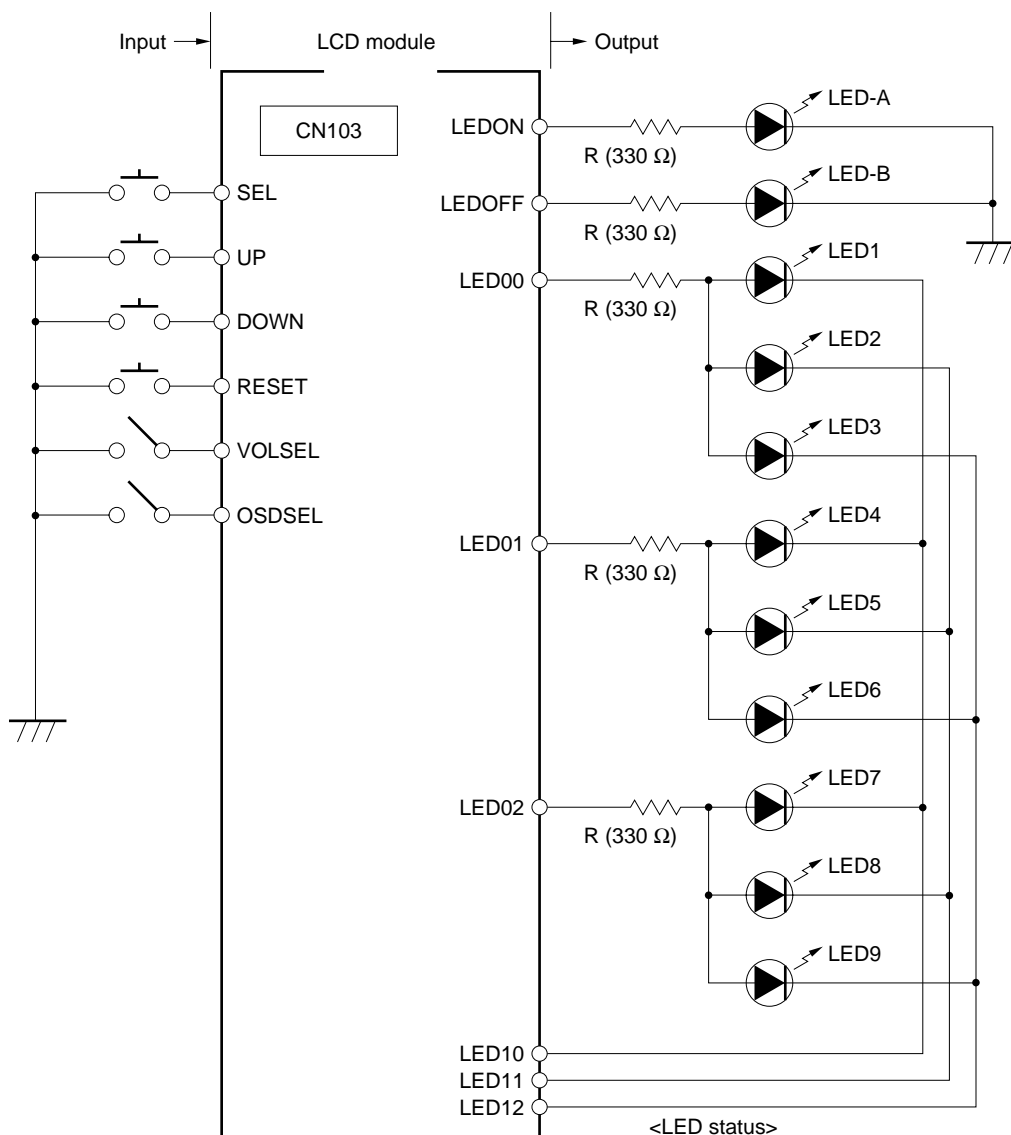 Input
LCD module
Output
CN103
LEDON
R (330 Ω)
LED-A
SEL
LEDOFF
R (330 Ω)
LED-B
UP
LED00
R (330 Ω)
LED1
DOWN
LED2
RESET
LED3
VOLSEL
OSDSEL
LED01
R (330 Ω)
LED4
LED5
LED6
LED02
R (330 Ω)
LED7
LED8
LED9
LED10
LED11
LED12
<LED status>